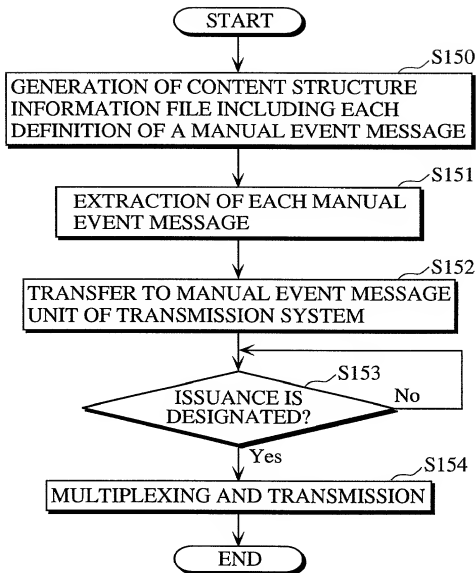 START
S150
GENERATION OF CONTENT STRUCTURE
INFORMATION FILE INCLUDING EACH
DEFINITION OF A MANUAL EVENT MESSAGE
S151
EXTRACTION OF EACH MANUAL
EVENT MESSAGE
S152
TRANSFER TO MANUAL EVENT MESSAGE
UNIT OF TRANSMISSION SYSTEM
S153
ISSUANCE IS
DESIGNATED?
No
Yes
S154
MULTIPLEXING AND TRANSMISSION
END